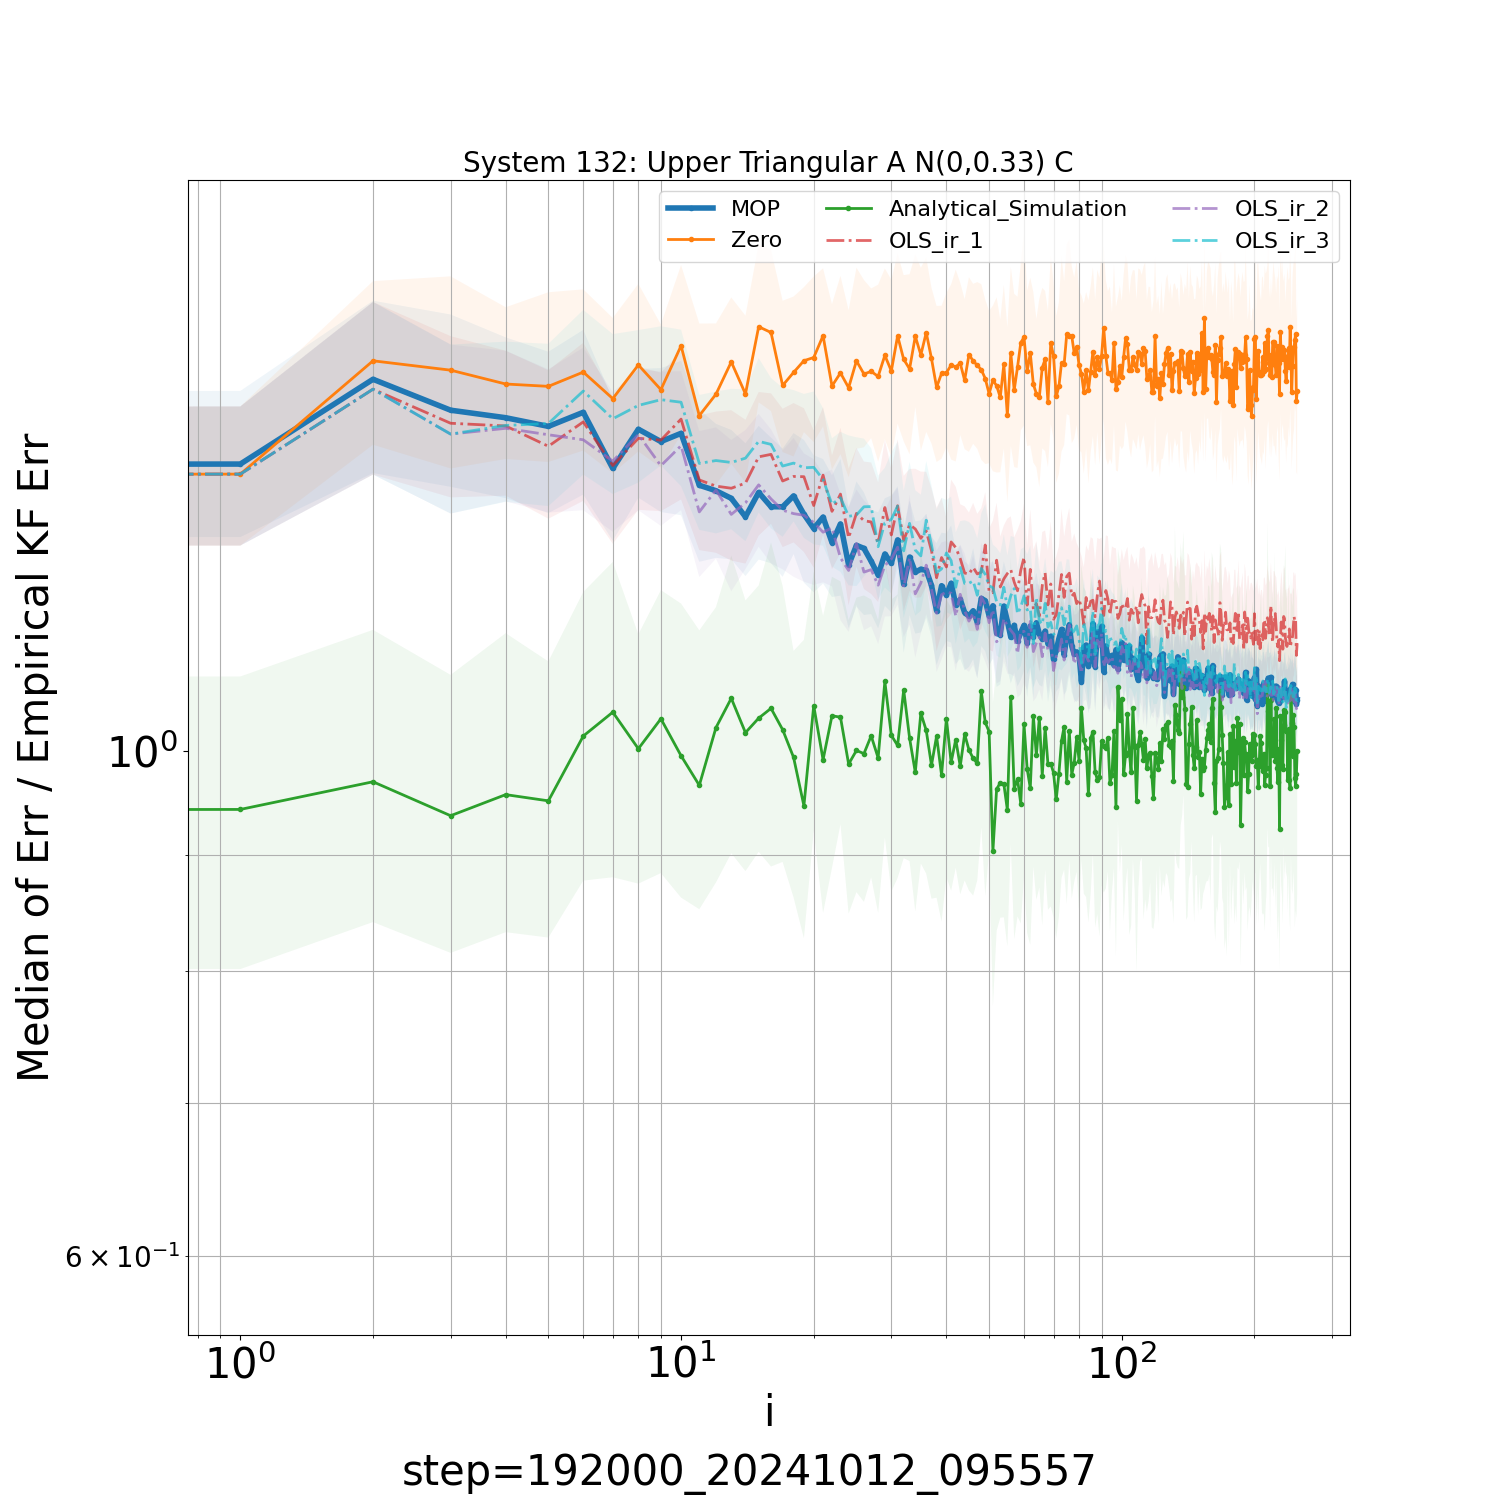 System 132: Upper Triangular A N(0,0.33) C
MOP
Zero
Analytical_Simulation
OLS_ir_1
OLS_ir_2
OLS_ir_3
Median of Err / Empirical KF Err
10⁰
6 × 10⁻¹
10⁰
10¹
10²
i
step=192000_20241012_095557